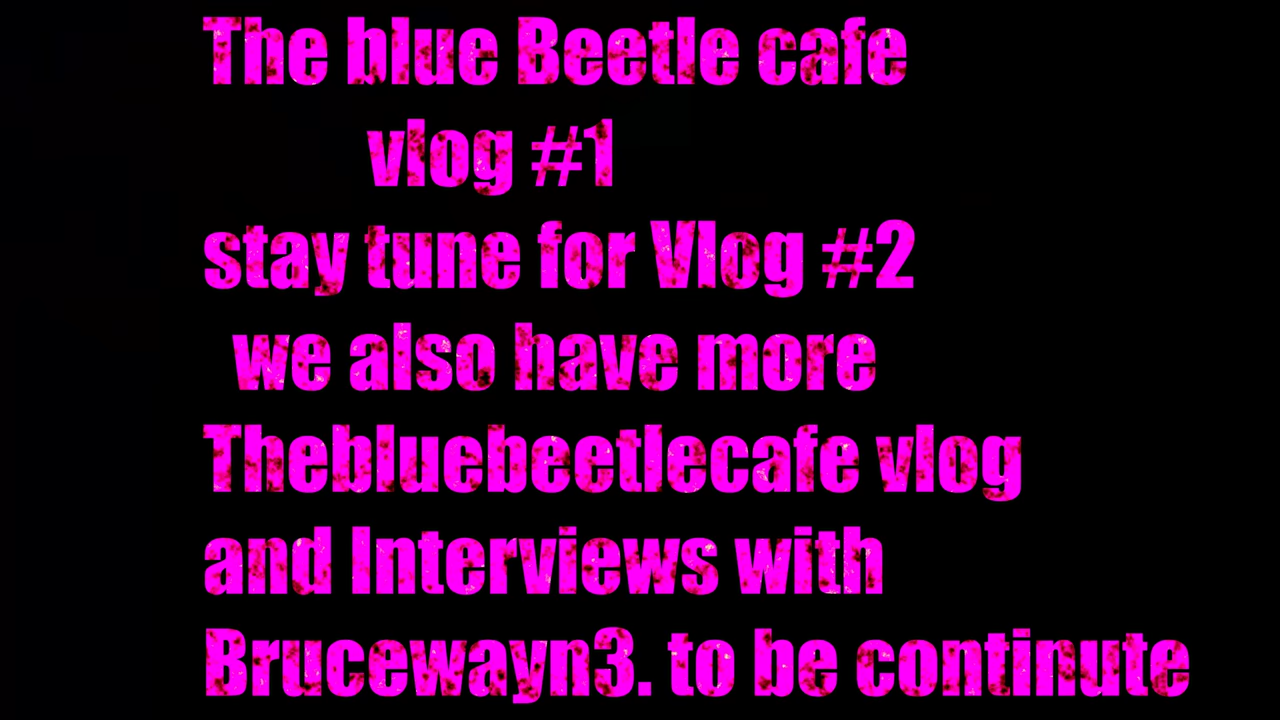 The blue Beetle cafe
vlog #1
stay tune for Vlog #2
we also have more
Thebluebeetlecafe vlog
and Interviews with
Brucewayn3. to be continute